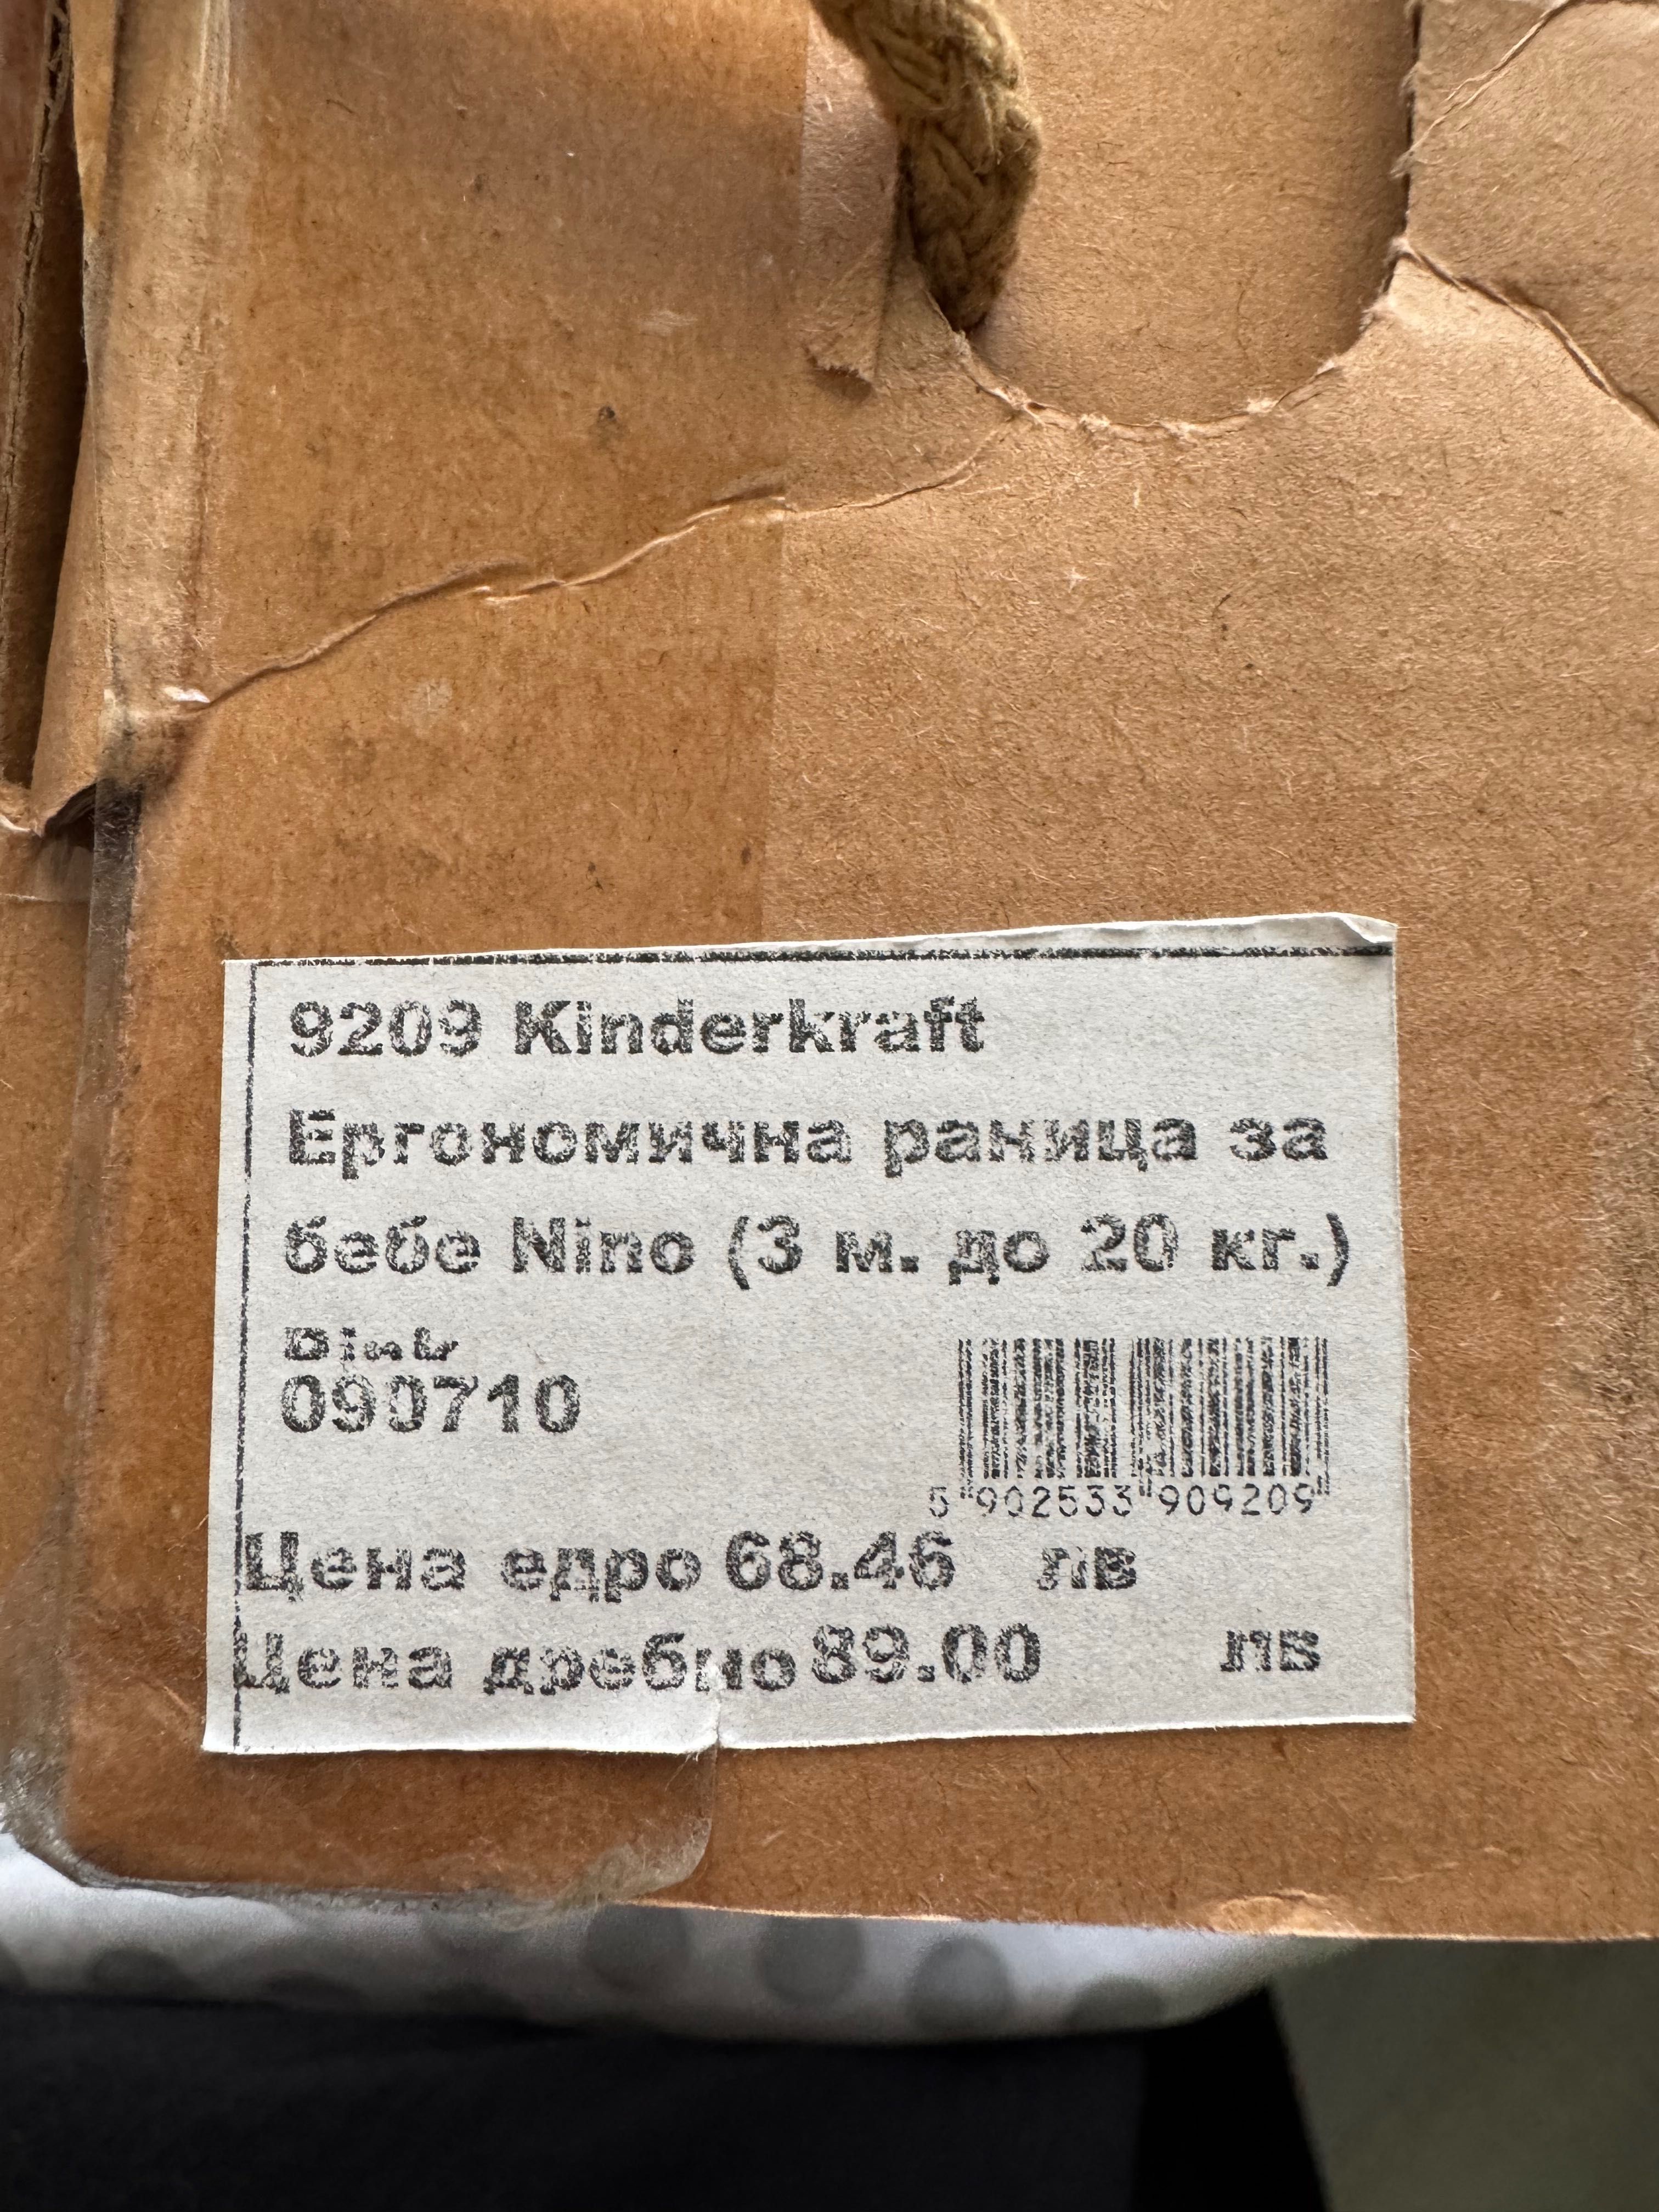 9209 Kinderkraft
Ергономична раница за
бебе Nino (3 м. до 20 кг.)
090710
5 902533 909209
Цена едро 68.46 лв
Цена дребно 89.00 лв